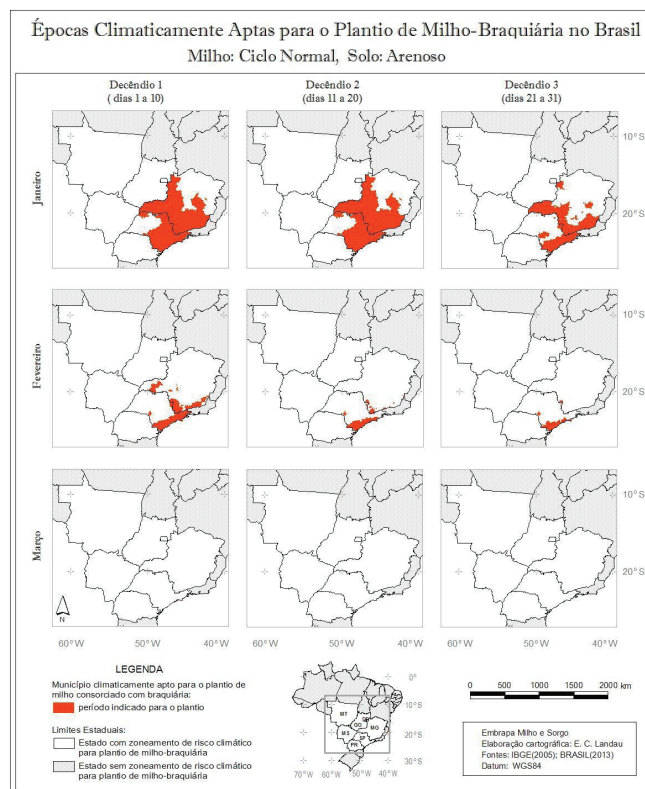 Épocas Climaticamente Aptas para o Plantio de Milho-Braquiária no Brasil
Milho: Ciclo Normal, Solo: Arenoso
Decêndio 1
( dias 1 a 10)
Decêndio 2
(dias 11 a 20)
Decêndio 3
(dias 21 a 31)
Janeiro
10°S
20°S
Fevereiro
10°S
20°S
Março
10°S
20°S
N
60°W
50°W
40°W
60°W
50°W
40°W
60°W
50°W
40°W
LEGENDA
Município climaticamente apto para o plantio de
milho consorciado com braquiária:
período indicado para o plantio
Limites Estaduais:
Estado com zoneamento de risco climático
para plantio de milho-braquiária
Estado sem zoneamento de risco climático
para plantio de milho-braquiária
0°
10°S
20°S
30°S
MT
GO
MG
MS
SP
PR
70°W
60°W
50°W
40°W
0
500
1000
1500
2000 km
Embrapa Milho e Sorgo
Elaboração cartográfica: E. C. Landau
Fontes: IBGE(2005); BRASIL(2013)
Datum: WGS84